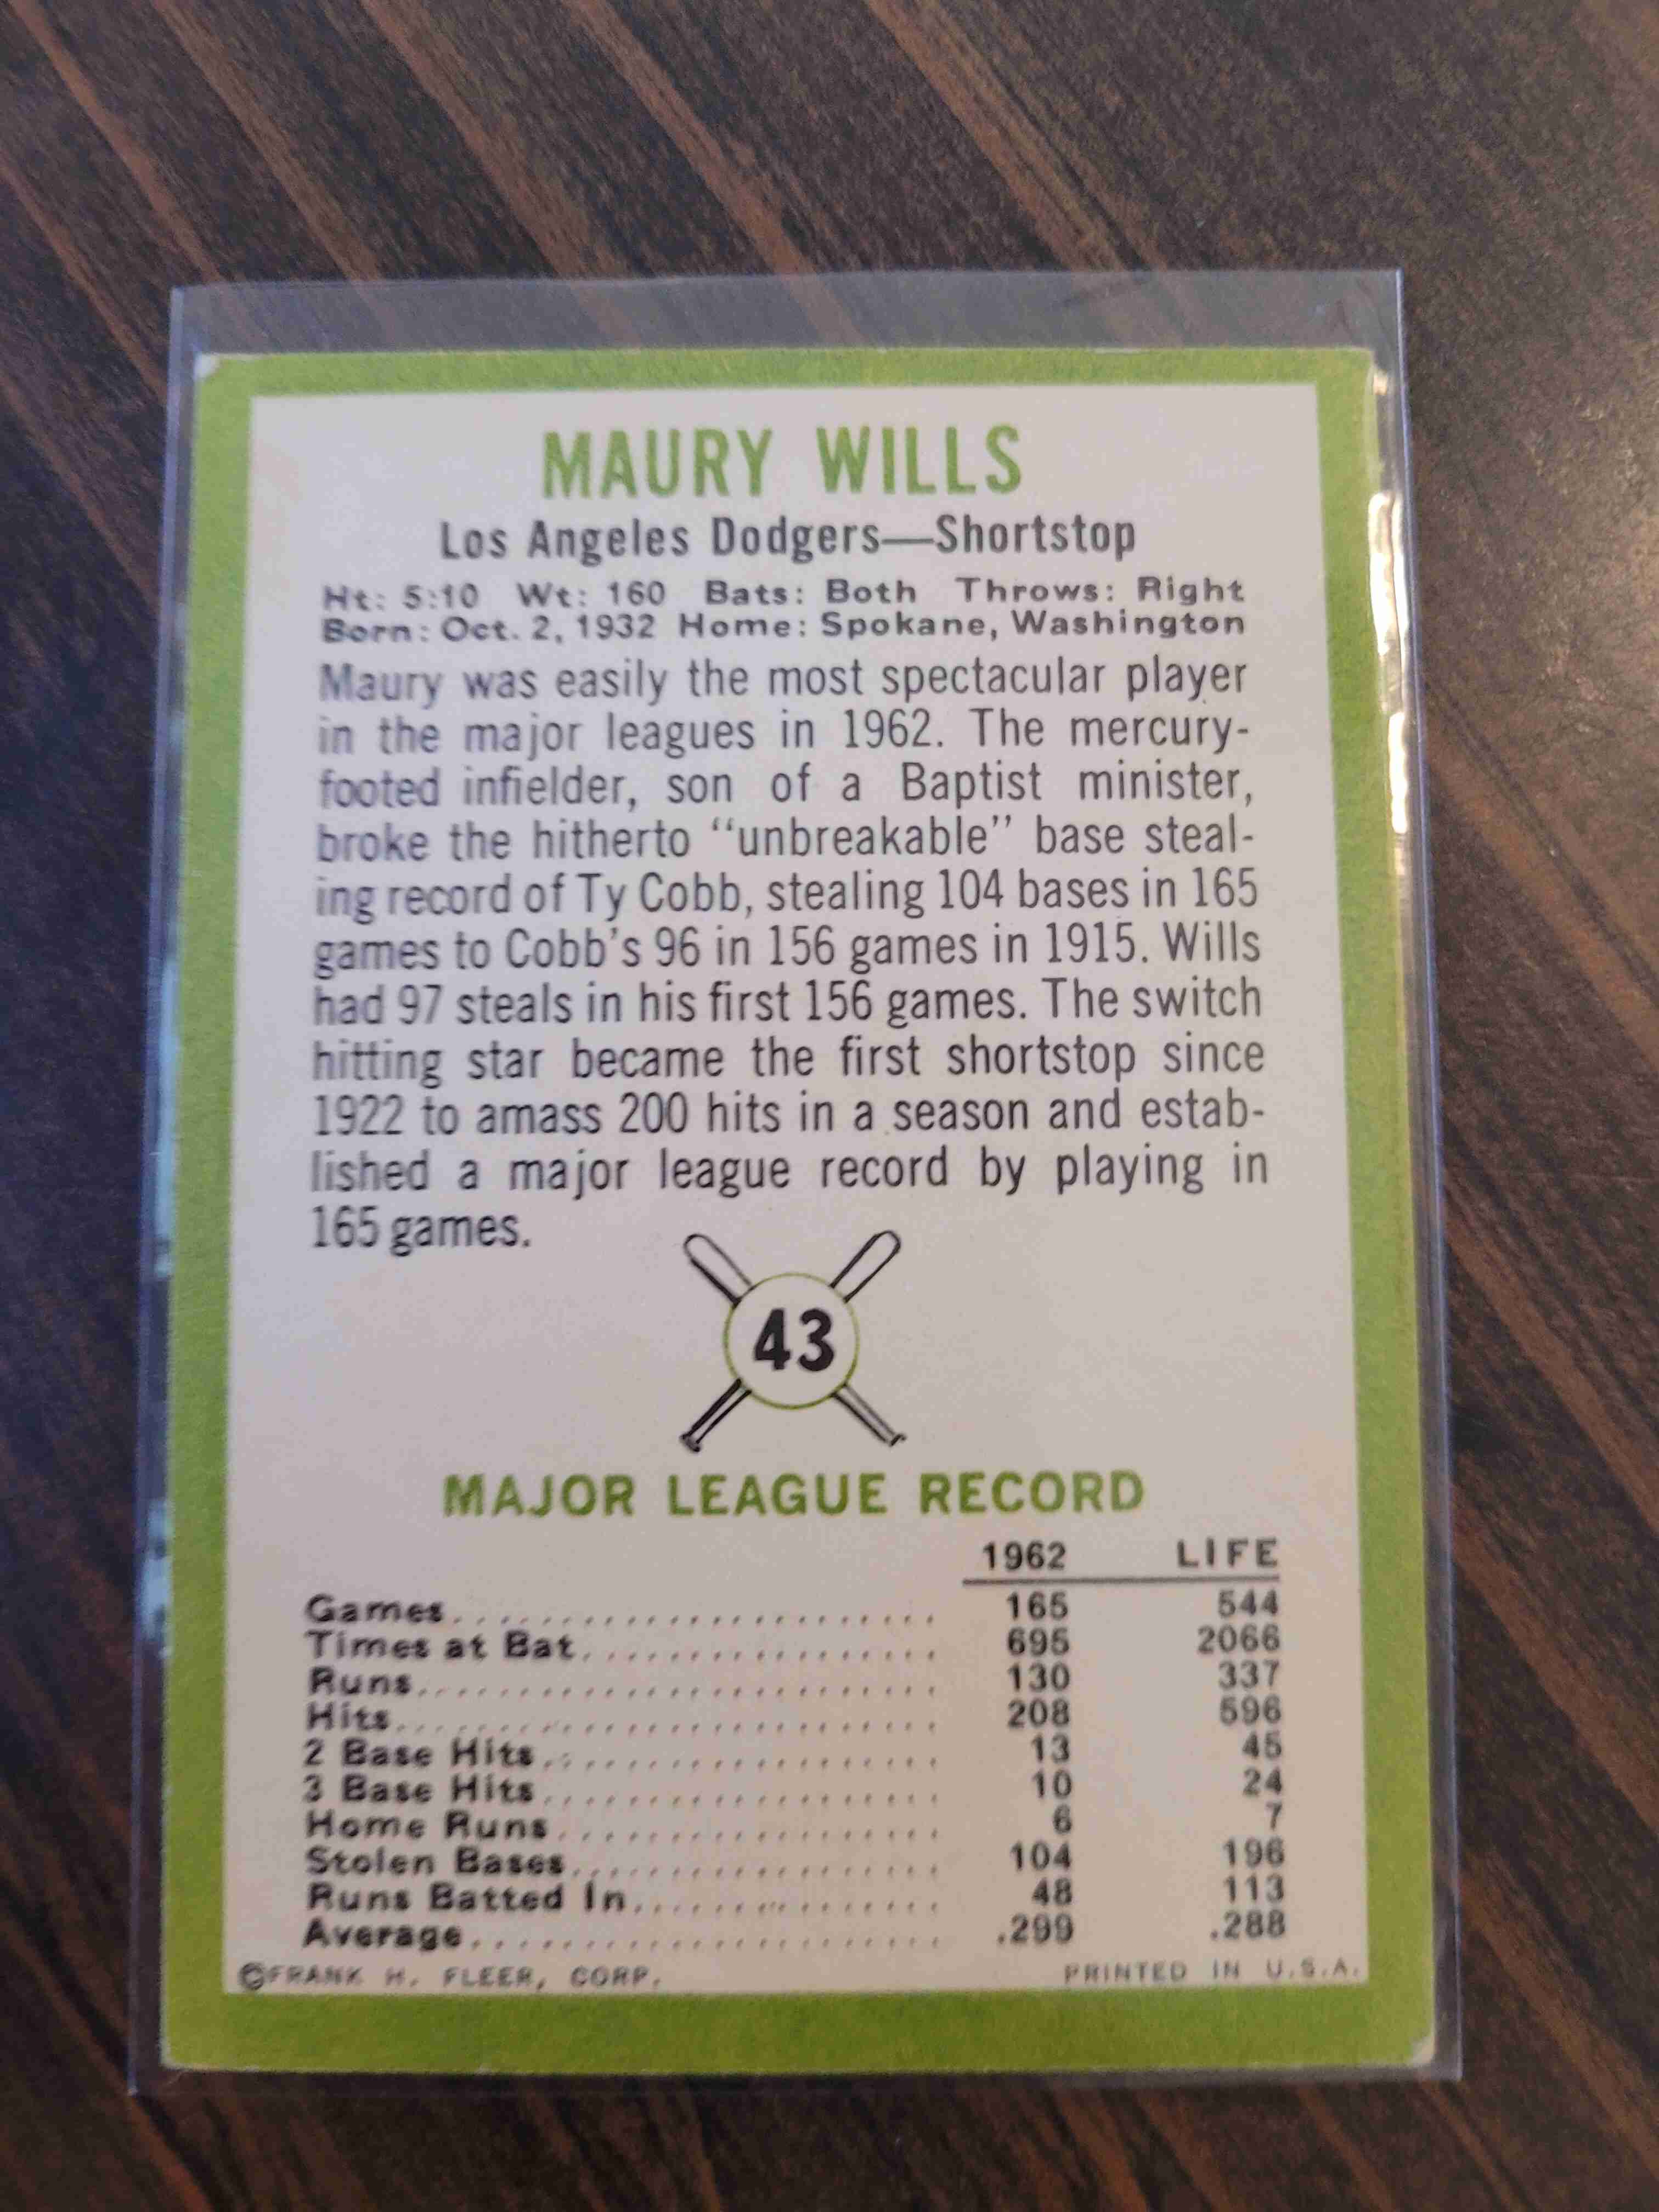 MAURY WILLS
Los Angeles Dodgers—Shortstop
Ht: 5:10 Wt: 160 Bats: Both Throws: Right
Born: Oct. 2, 1932 Home: Spokane, Washington
Maury was easily the most spectacular player
in the major leagues in 1962. The mercury-
footed infielder, son of a Baptist minister,
broke the hitherto “unbreakable” base steal-
ing record of Ty Cobb, stealing 104 bases in 165
games to Cobb's 96 in 156 games in 1915. Wills
had 97 steals in his first 156 games. The switch
hitting star became the first shortstop since
1922 to amass 200 hits in a season and estab-
lished a major league record by playing in
165 games.
43
MAJOR LEAGUE RECORD
1962 LIFE
Games 165 544
Times at Bat 695 2066
Runs 130 337
Hits 208 596
2 Base Hits 13 45
3 Base Hits 10 24
Home Runs 6 7
Stolen Bases 104 196
Runs Batted In 48 113
Average .299 .288
©FRANK H. FLEER, CORP. PRINTED IN U.S.A.